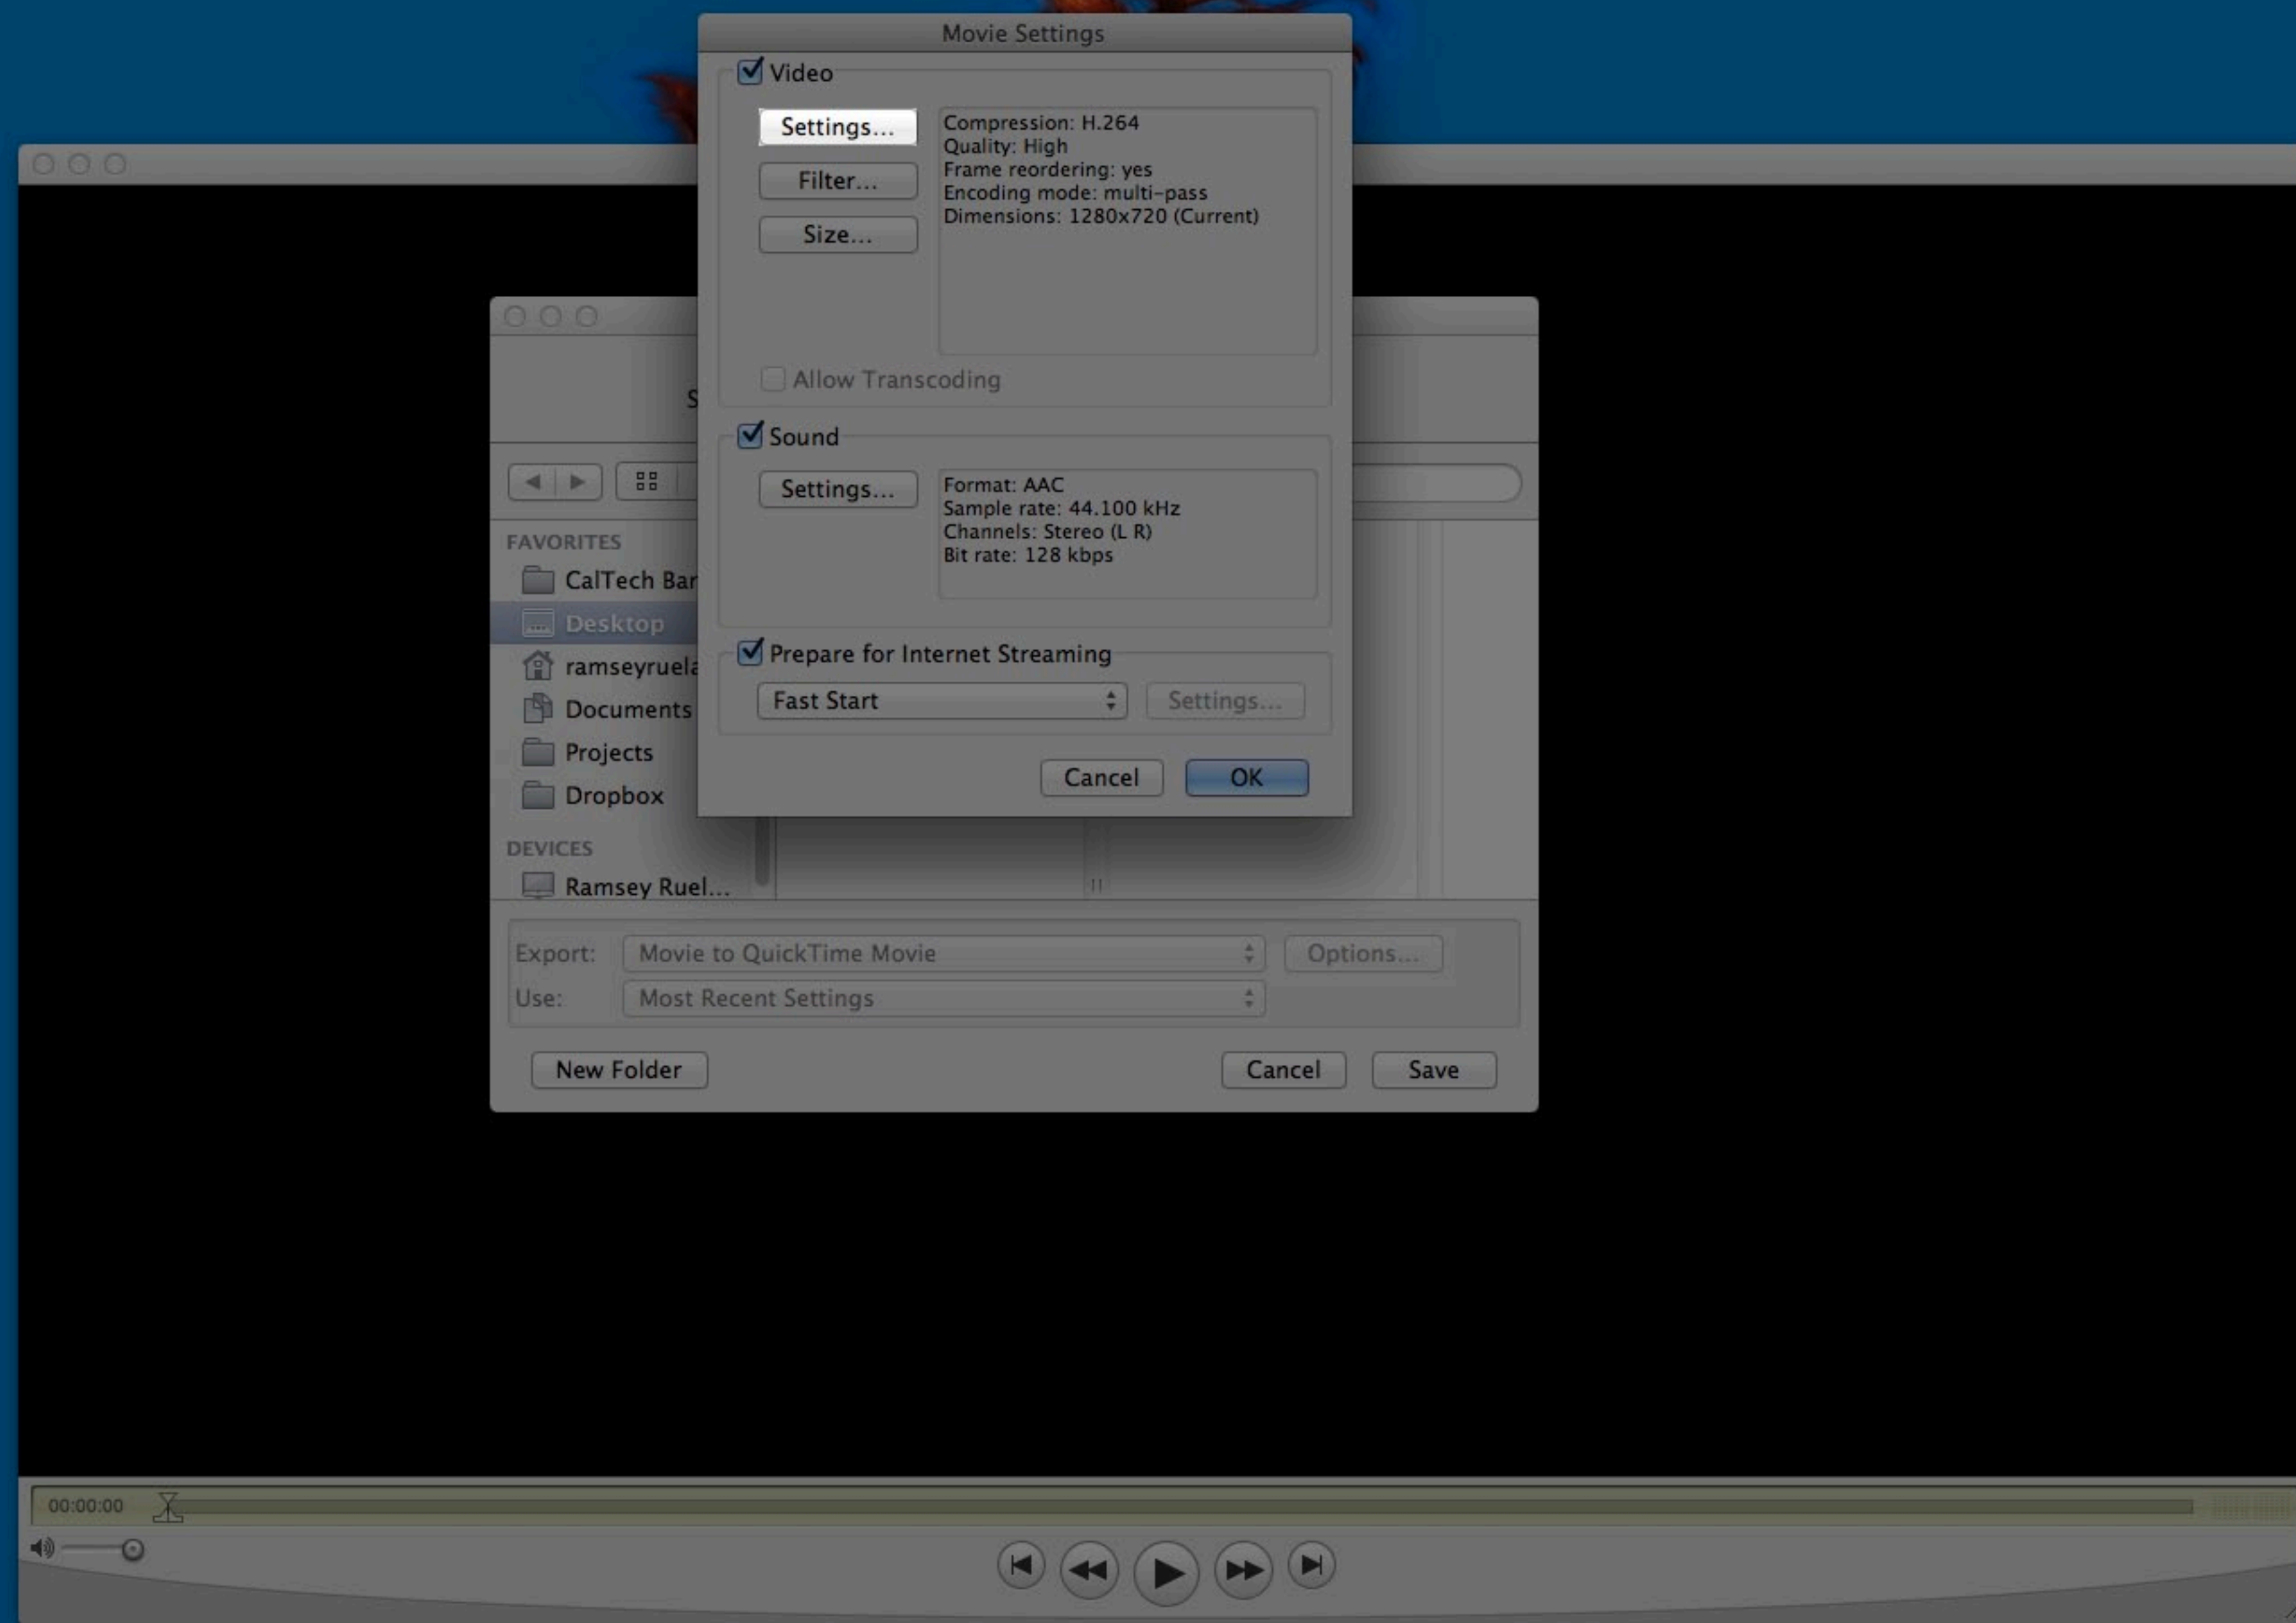 Movie Settings
Video
Settings...
Compression: H.264
Quality: High
Frame reordering: yes
Encoding mode: multi-pass
Dimensions: 1280x720 (Current)
Filter...
Size...
Allow Transcoding
S
Sound
Settings...
Format: AAC
Sample rate: 44.100 kHz
Channels: Stereo (L R)
Bit rate: 128 kbps
Prepare for Internet Streaming
Fast Start
Settings...
Cancel
OK
FAVORITES
CalTech Bar
Desktop
ramseyruela
Documents
Projects
Dropbox
DEVICES
Ramsey Ruel...
Export:
Movie to QuickTime Movie
Options...
Use:
Most Recent Settings
New Folder
Cancel
Save
00:00:00